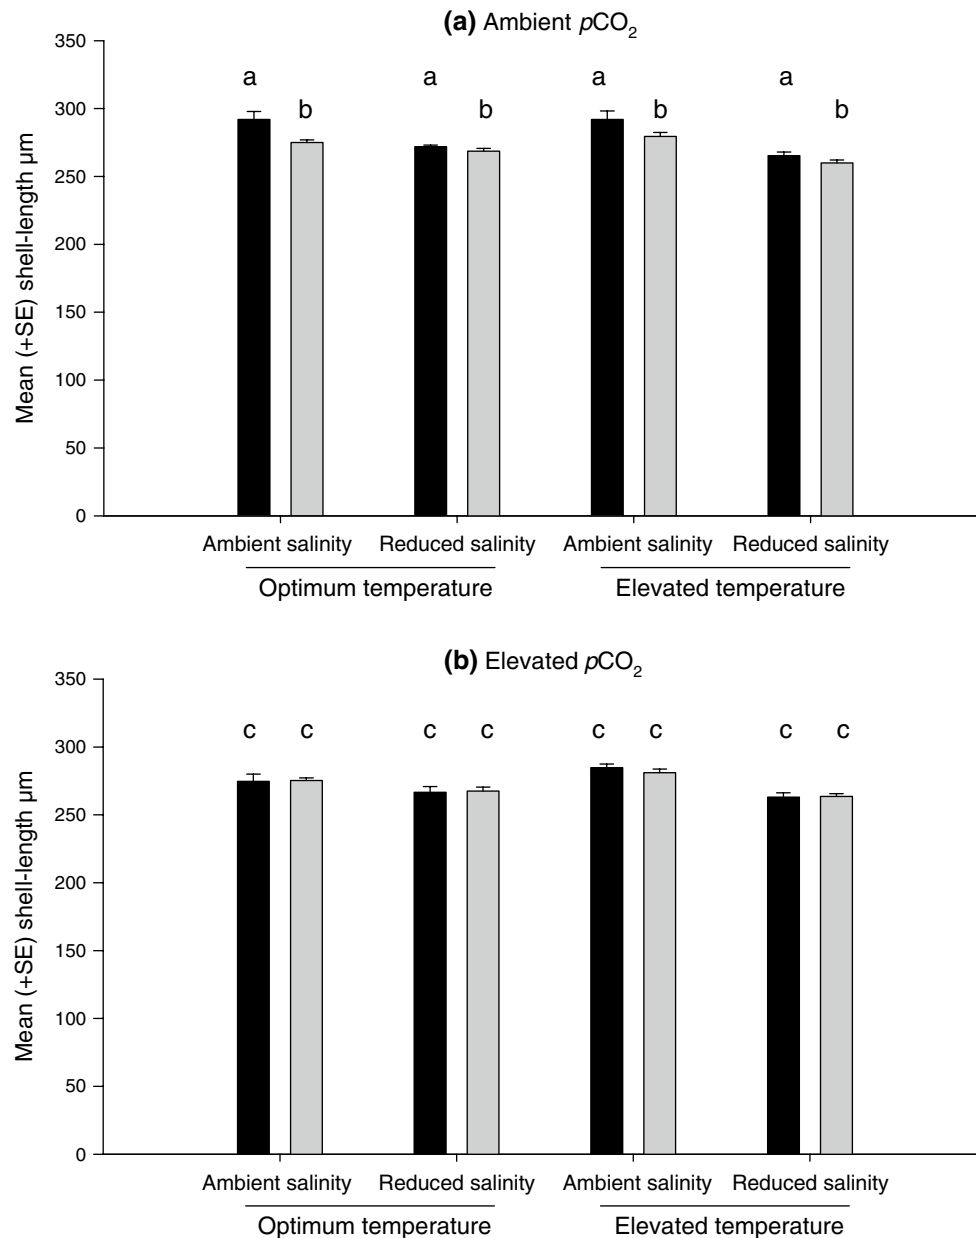 (a) Ambient pCO2
350
300
250
200
150
100
50
0
Mean (+SE) shell-length µm
a b a b a b a b
Ambient salinity Reduced salinity Ambient salinity Reduced salinity
Optimum temperature Elevated temperature
(b) Elevated pCO2
350
300
250
200
150
100
50
0
Mean (+SE) shell-length µm
c c c c c c c c
Ambient salinity Reduced salinity Ambient salinity Reduced salinity
Optimum temperature Elevated temperature